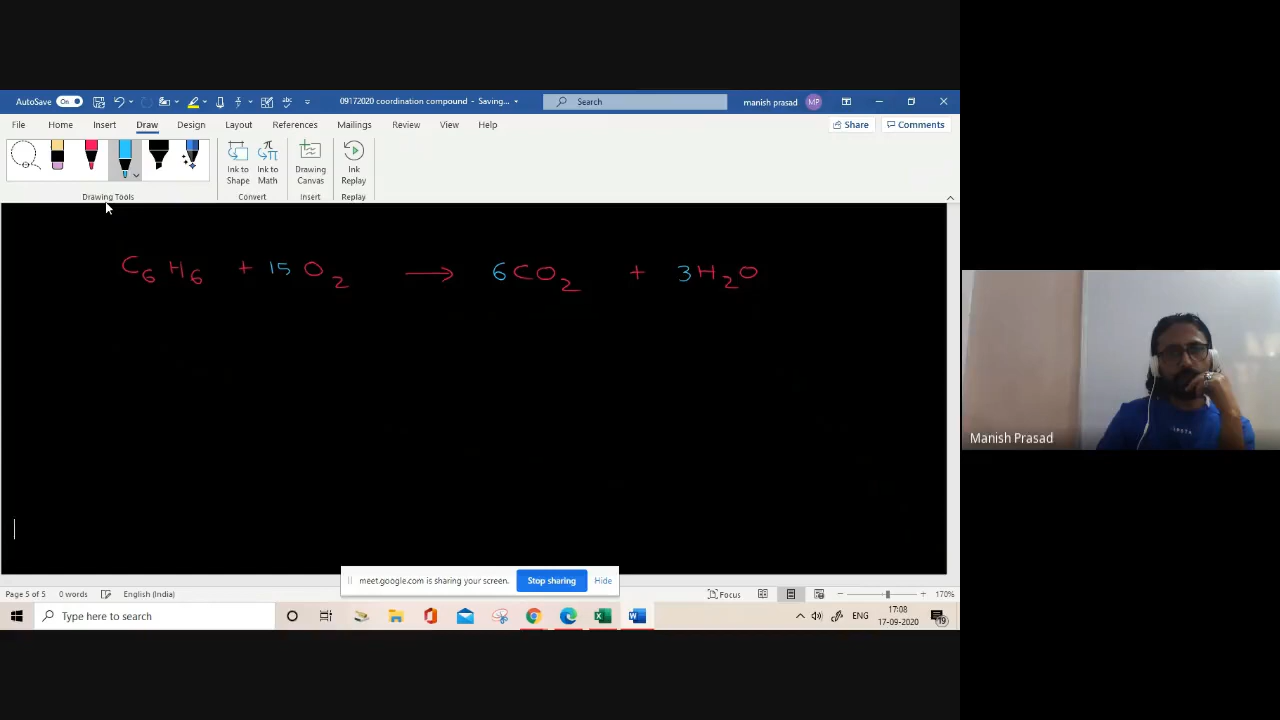 AutoSave On 09172020 coordination compound - Saving... Search manish prasad MP
File Home Insert Draw Design Layout References Mailings Review View Help Share Comments
Ink to Shape Ink to Math Drawing Canvas Ink Replay
Drawing Tools Convert Insert Replay
C6H6 + 15 O2 → 6CO2 + 3H2O
Manish Prasad
meet.google.com is sharing your screen. Stop sharing Hide
Page 5 of 5 0 words English (India) Focus 170%
Type here to search ENG 17:08 17-09-2020 19